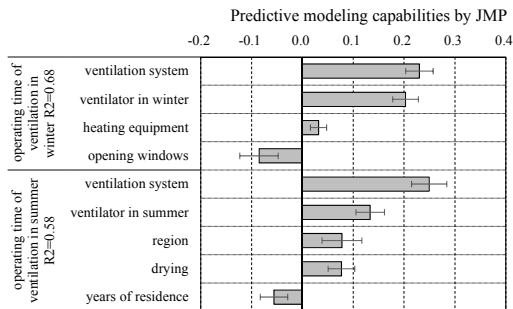 Predictive modeling capabilities by JMP
-0.2 -0.1 0.0 0.1 0.2 0.3 0.4
operating time of
ventilation in
winter R2=0.68
ventilation system
ventilator in winter
heating equipment
opening windows
operating time of
ventilation in summer
R2=0.58
ventilation system
ventilator in summer
region
drying
years of residence